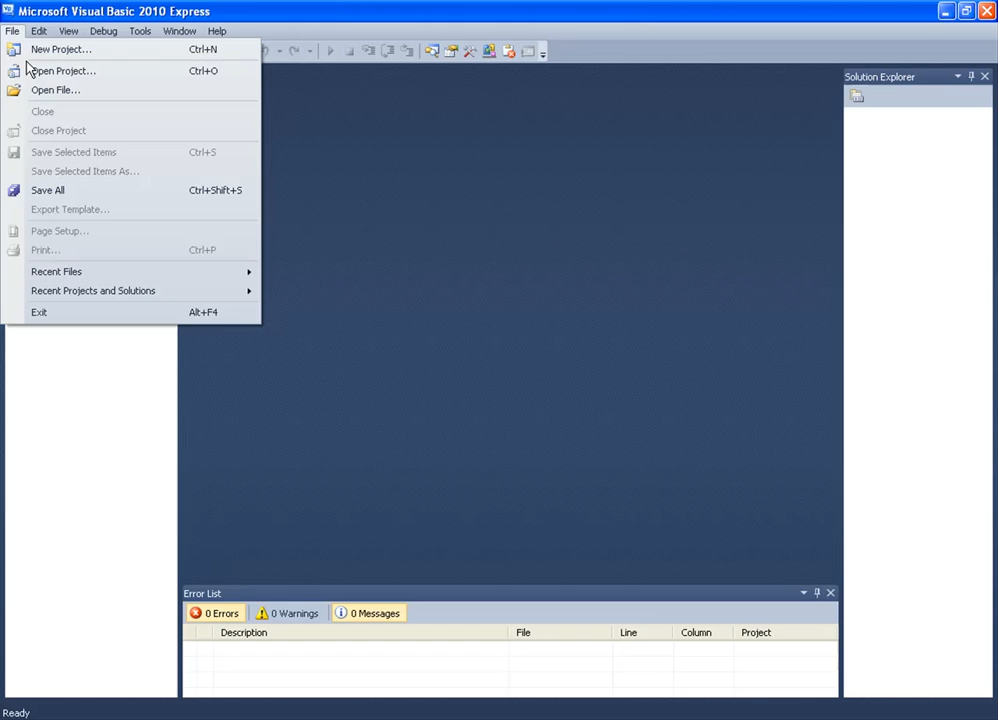 Microsoft Visual Basic 2010 Express
File Edit View Debug Tools Window Help
New Project... Ctrl+N
Open Project... Ctrl+O
Open File...
Close
Close Project
Save Selected Items Ctrl+S
Save Selected Items As...
Save All Ctrl+Shift+S
Export Template...
Page Setup...
Print... Ctrl+P
Recent Files
Recent Projects and Solutions
Exit Alt+F4
Solution Explorer
Error List
0 Errors 0 Warnings 0 Messages
Description File Line Column Project
Ready